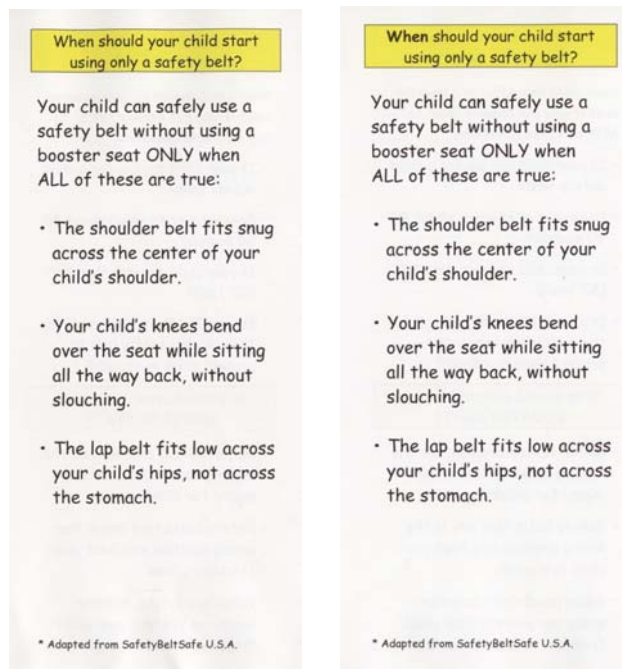 When should your child start
using only a safety belt?
Your child can safely use a
safety belt without using a
booster seat ONLY when
ALL of these are true:
• The shoulder belt fits snug
across the center of your
child's shoulder.
• Your child's knees bend
over the seat while sitting
all the way back, without
slouching.
• The lap belt fits low across
your child's hips, not across
the stomach.
* Adapted from SafetyBeltSafe U.S.A.
When should your child start
using only a safety belt?
Your child can safely use a
safety belt without using a
booster seat ONLY when
ALL of these are true:
• The shoulder belt fits snug
across the center of your
child's shoulder.
• Your child's knees bend
over the seat while sitting
all the way back, without
slouching.
• The lap belt fits low across
your child's hips, not across
the stomach.
* Adapted from SafetyBeltSafe U.S.A.